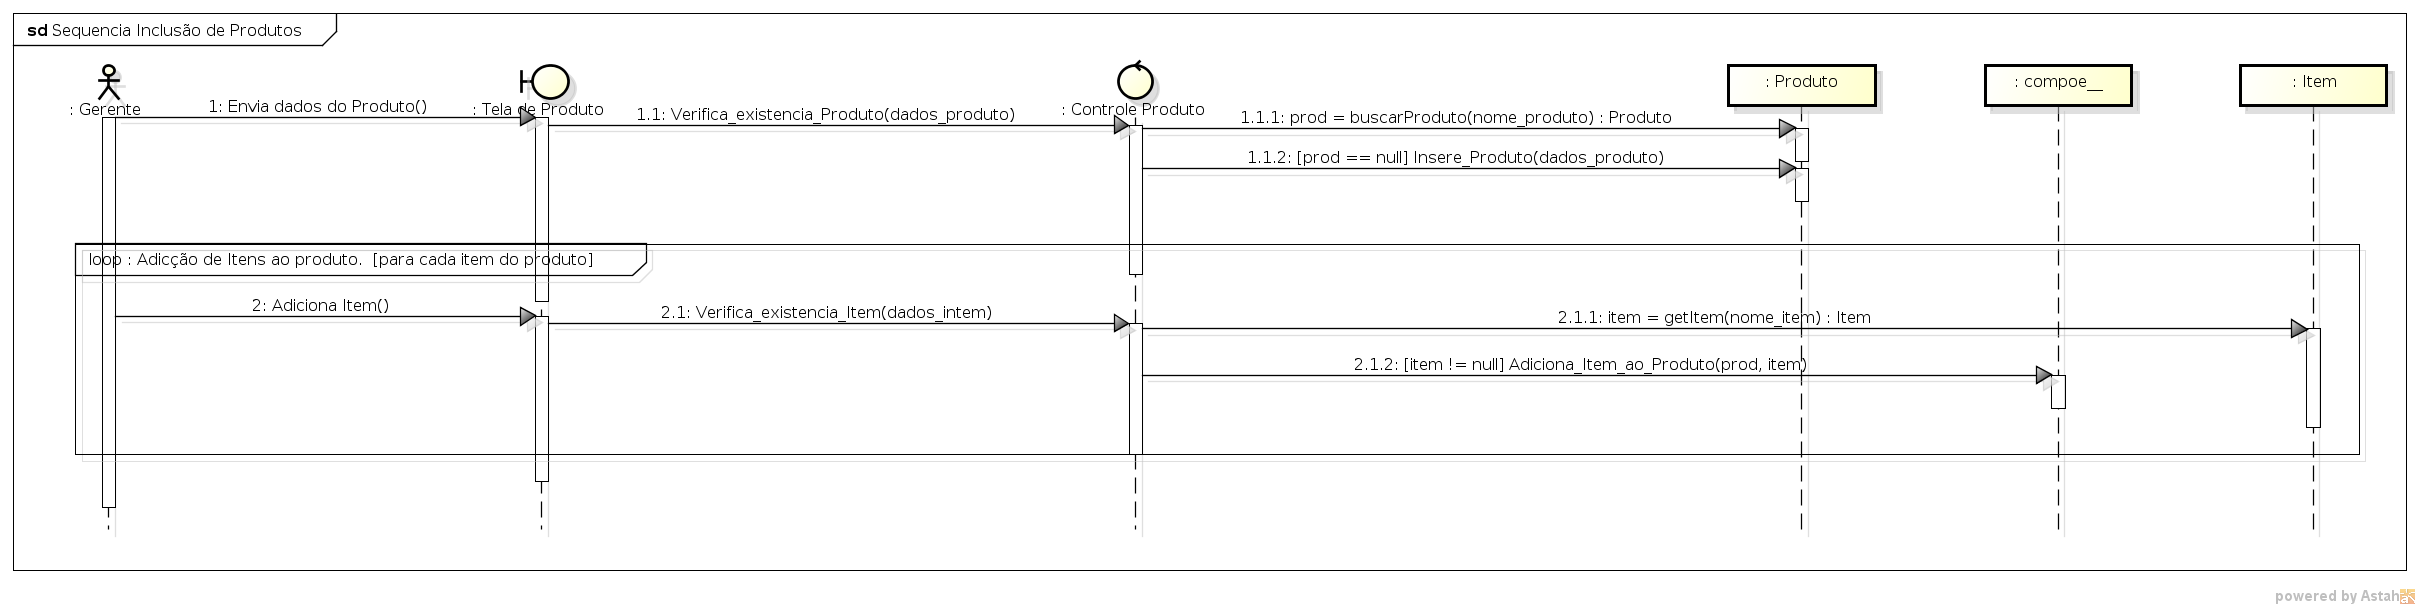 sd Sequencia Inclusão de Produtos
: Gerente
: Tela de Produto
: Controle Produto
: Produto
: compoe__
: Item
1: Envia dados do Produto()
1.1: Verifica_existencia_Produto(dados_produto)
1.1.1: prod = buscarProduto(nome_produto) : Produto
1.1.2: [prod == null] Insere_Produto(dados_produto)
loop : Adicção de Itens ao produto. [para cada item do produto]
2: Adiciona Item()
2.1: Verifica_existencia_Item(dados_intem)
2.1.1: item = getItem(nome_item) : Item
2.1.2: [item != null] Adiciona_Item_ao_Produto(prod, item)
powered by Astah